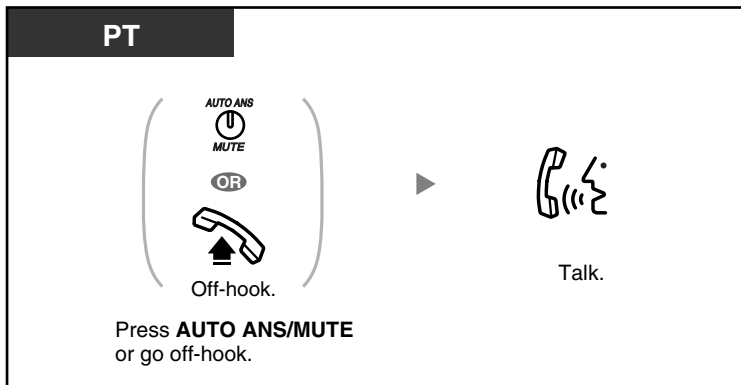 PT
AUTO ANS
MUTE
OR
Off-hook.
Press AUTO ANS/MUTE
or go off-hook.
Talk.